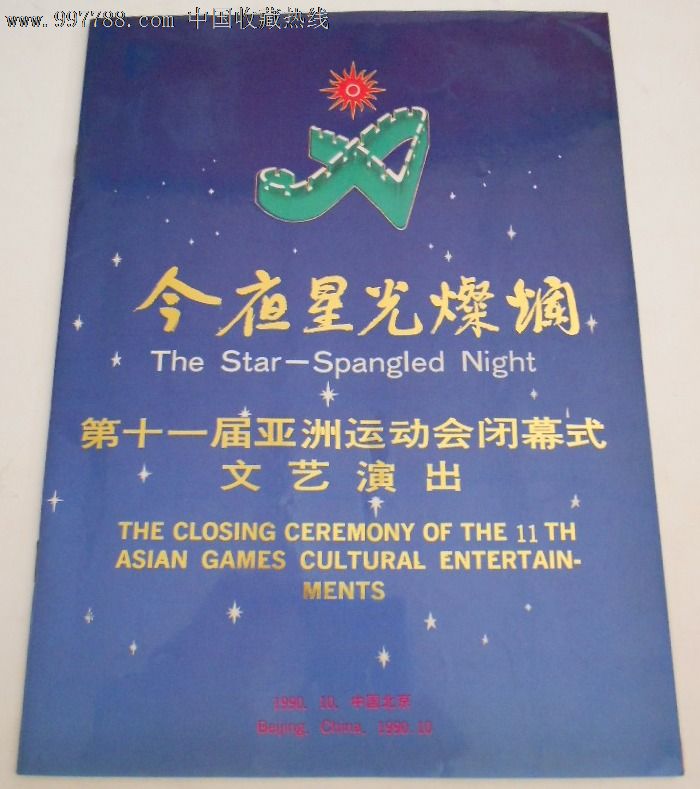 www.997788.com 中国收藏热线
今夜星光燦爛
The Star—Spangled Night
第十一届亚洲运动会闭幕式
文艺演出
THE CLOSING CEREMONY OF THE 11 TH
ASIAN GAMES CULTURAL ENTERTAIN-
MENTS
1990. 10. 中国北京
Beijing, China, 1990.10